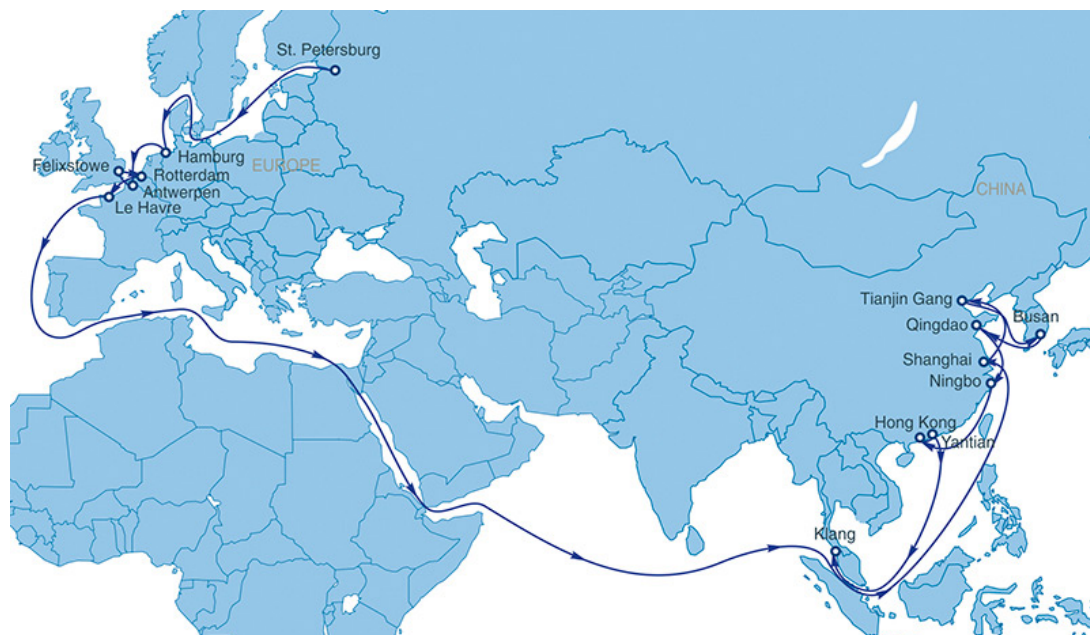 St. Petersburg
Hamburg
EUROPE
Felixstowe
Rotterdam
Antwerpen
Le Havre
CHINA
Tianjin Gang
Busan
Qingdao
Shanghai
Ningbo
Hong Kong
Yantian
Klang